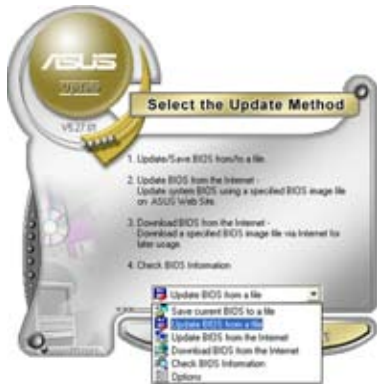 ASUS
Update
Select the Update Method
1. Update/Save BIOS from/to a file.
2. Update BIOS from the Internet -
Update system BIOS using a specified BIOS image file
on ASUS Web Site.
3. Download BIOS from the Internet -
Download a specified BIOS image file via Internet for
later usage.
4. Check BIOS Information
Update BIOS from a file
Save current BIOS to a file
Update BIOS from a file
Update BIOS from the Internet
Download BIOS from the Internet
Check BIOS Information
Options